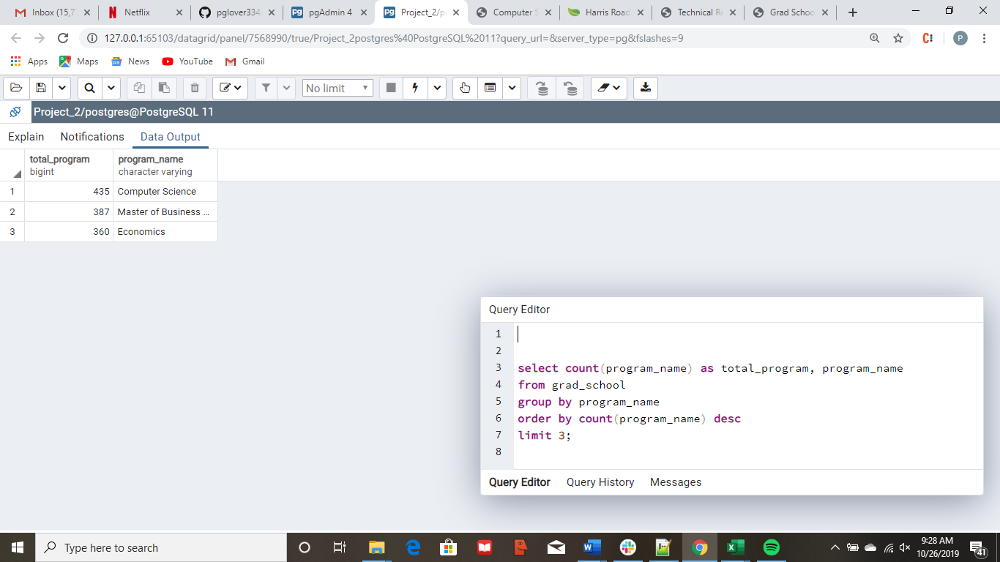 Inbox (15,77
Netflix
pglover334
pgAdmin 4
Project_2/p
Computer S
Harris Road
Technical Re
Grad Schoo
127.0.0.1:65103/datagrid/panel/7568990/true/Project_2postgres%40PostgreSQL%2011?query_url=&server_type=pg&fslashes=9
P
Apps
Maps
News
YouTube
Gmail
No limit
Project_2/postgres@PostgreSQL 11
Explain
Notifications
Data Output
total_program
bigint
program_name
character varying
1 435 Computer Science
2 387 Master of Business ...
3 360 Economics
Query Editor
1
2
3 select count(program_name) as total_program, program_name
4 from grad_school
5 group by program_name
6 order by count(program_name) desc
7 limit 3;
8
Query Editor
Query History
Messages
Type here to search
9:28 AM
10/26/2019
41